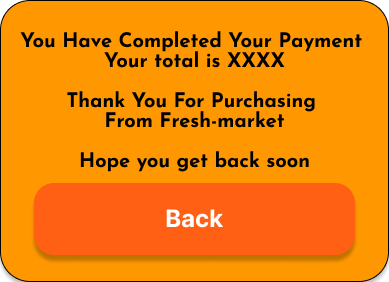 You Have Completed Your Payment
Your total is XXXX
Thank You For Purchasing
From Fresh-market
Hope you get back soon
Back